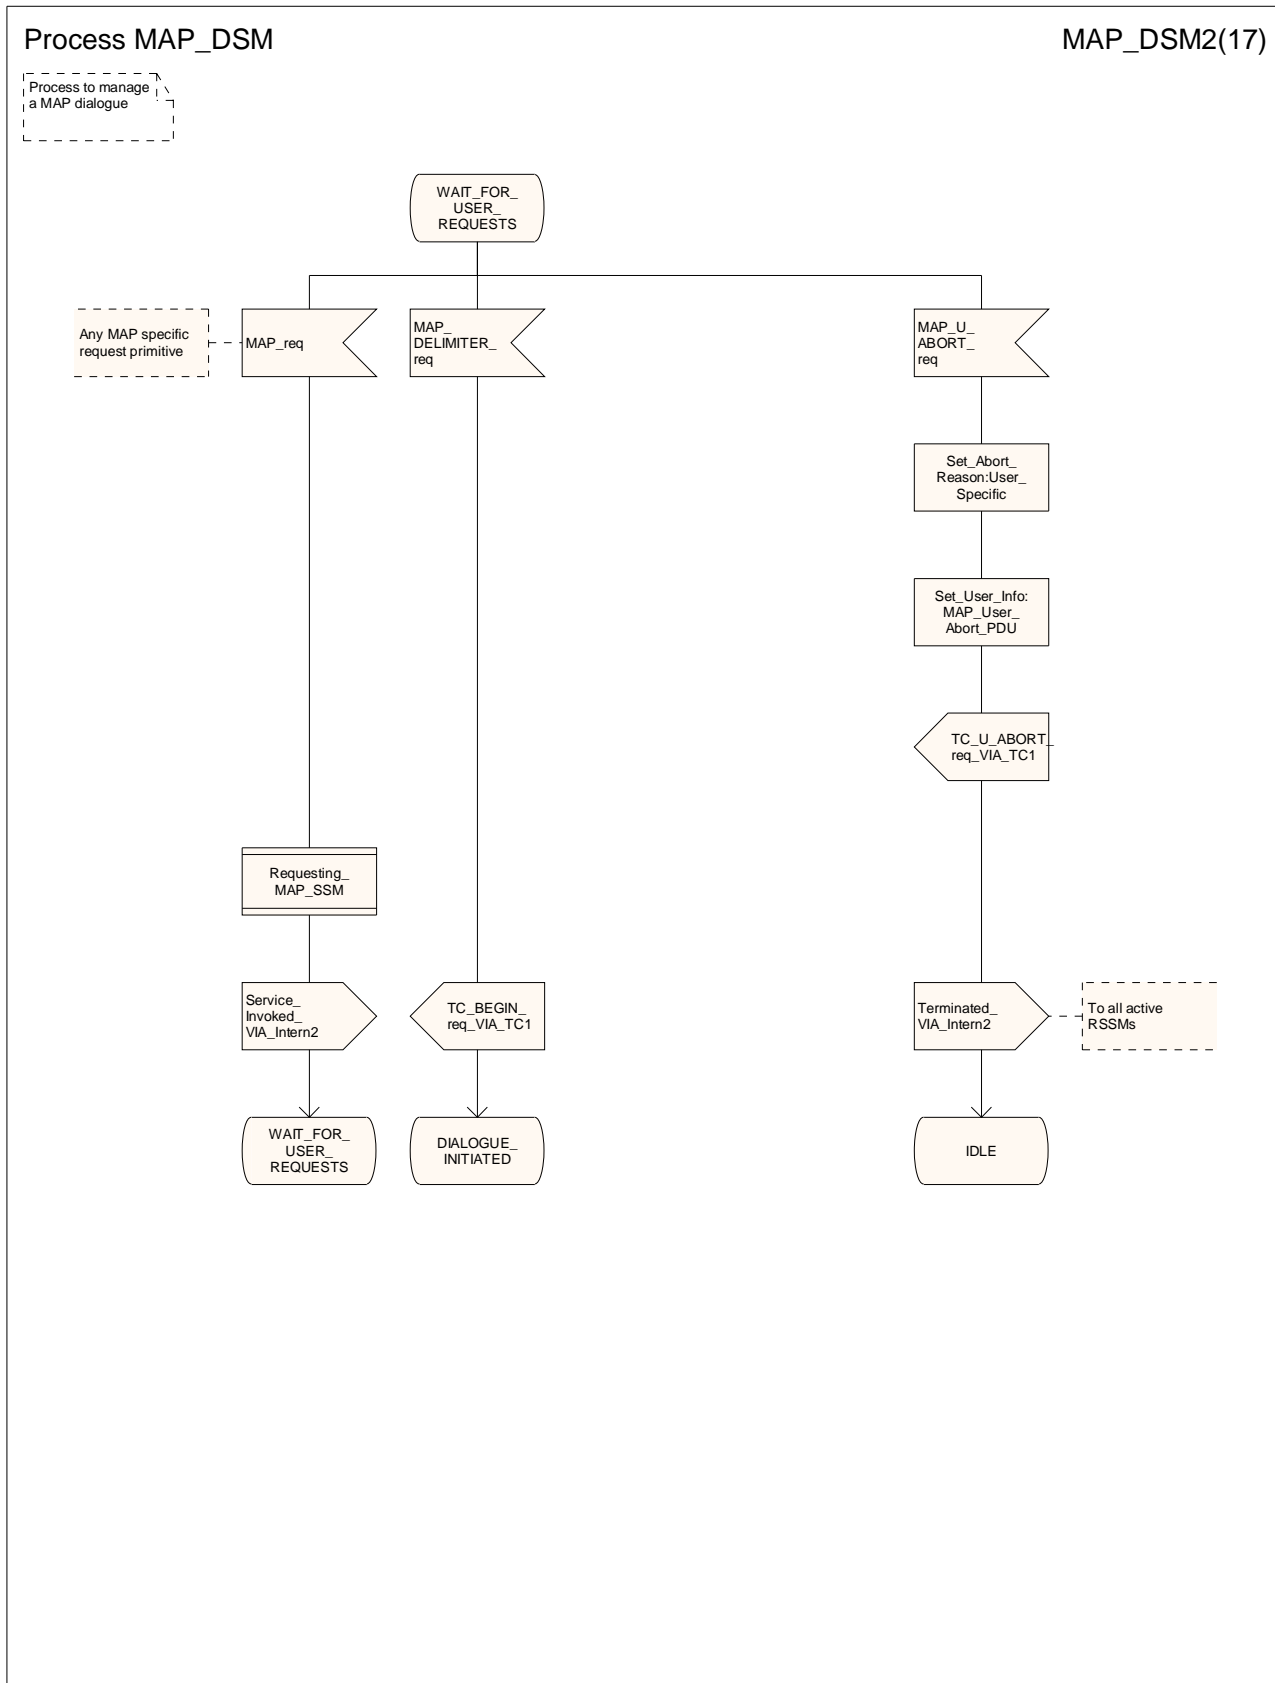 Process MAP_DSM
MAP_DSM2(17)
Process to manage
a MAP dialogue
WAIT_FOR_
USER_
REQUESTS
Any MAP specific
request primitive
MAP_req
MAP_
DELIMITER_
req
MAP_U_
ABORT_
req
Set_Abort_
Reason:User_
Specific
Set_User_Info:
MAP_User_
Abort_PDU
TC_U_ABORT_
req_VIA_TC1
Requesting_
MAP_SSM
Service_
Invoked_
VIA_Intern2
TC_BEGIN_
req_VIA_TC1
Terminated_
VIA_Intern2
To all active
RSSMs
WAIT_FOR_
USER_
REQUESTS
DIALOGUE_
INITIATED
IDLE